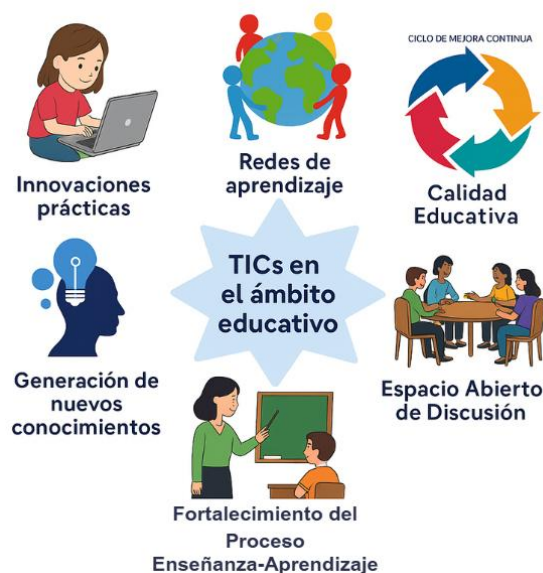 CICLO DE MEJORA CONTINUA
Innovaciones
prácticas
Redes de
aprendizaje
Calidad
Educativa
TICs en
el ámbito
educativo
Generación de
nuevos
conocimientos
Espacio Abierto
de Discusión
Fortalecimiento del
Proceso
Enseñanza-Aprendizaje